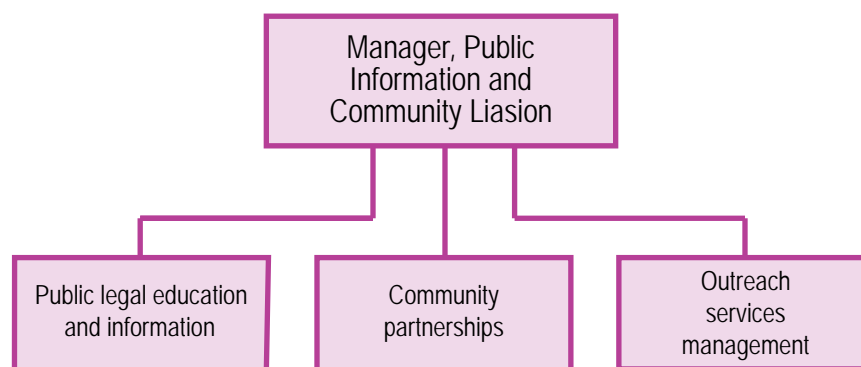 Manager, Public
Information and
Community Liasion
Public legal education
and information
Community
partnerships
Outreach
services
management